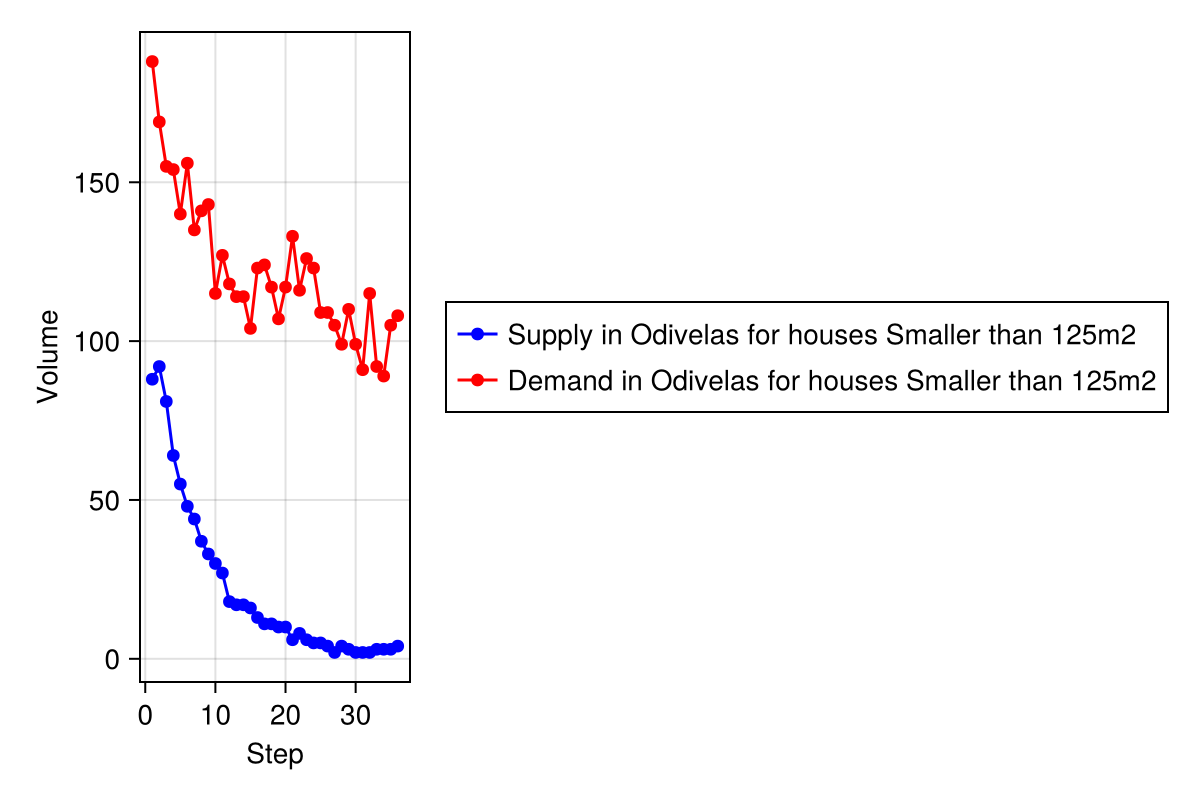 Volume
150
100
50
0
0 10 20 30
Step
Supply in Odivelas for houses Smaller than 125m2
Demand in Odivelas for houses Smaller than 125m2